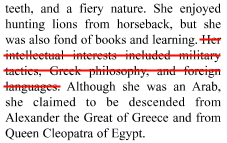 teeth, and a fiery nature. She enjoyed
hunting lions from horseback, but she
was also fond of books and learning. Her
intellectual interests included military
tactics, Greek philosophy, and foreign
languages. Although she was an Arab,
she claimed to be descended from
Alexander the Great of Greece and from
Queen Cleopatra of Egypt.